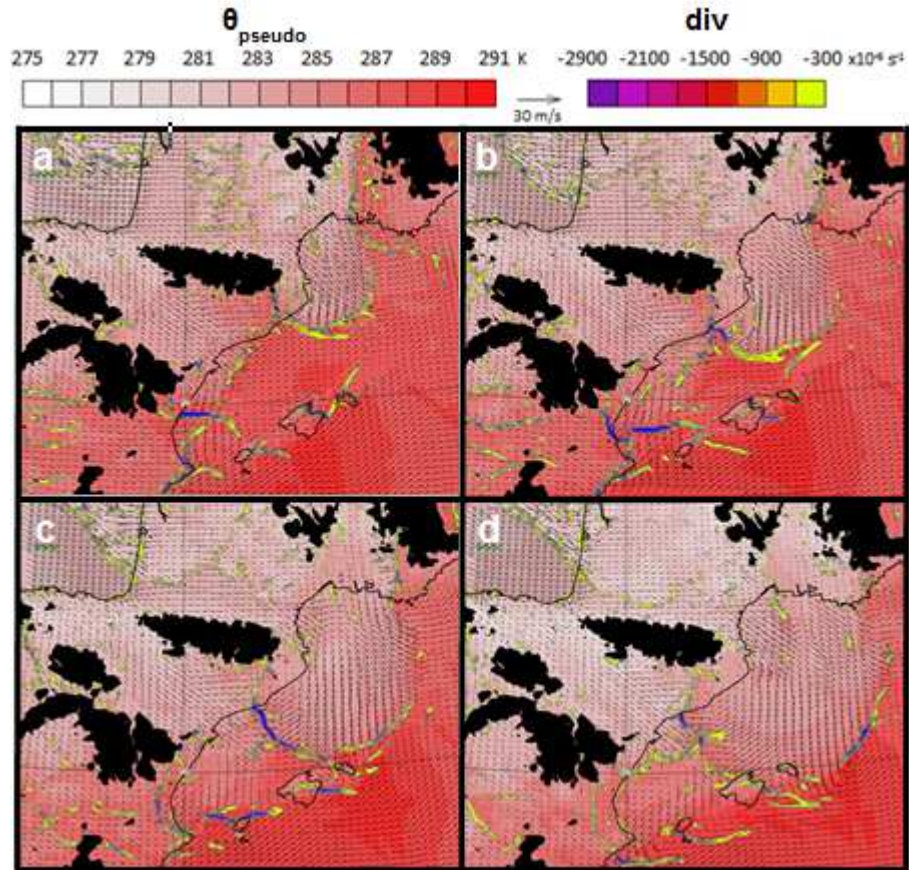 θpseudo div
275 277 279 281 283 285 287 289 291 K -2900 -2100 -1500 -900 -300 x10⁻⁶ s⁻¹
30 m/s
a b
c d